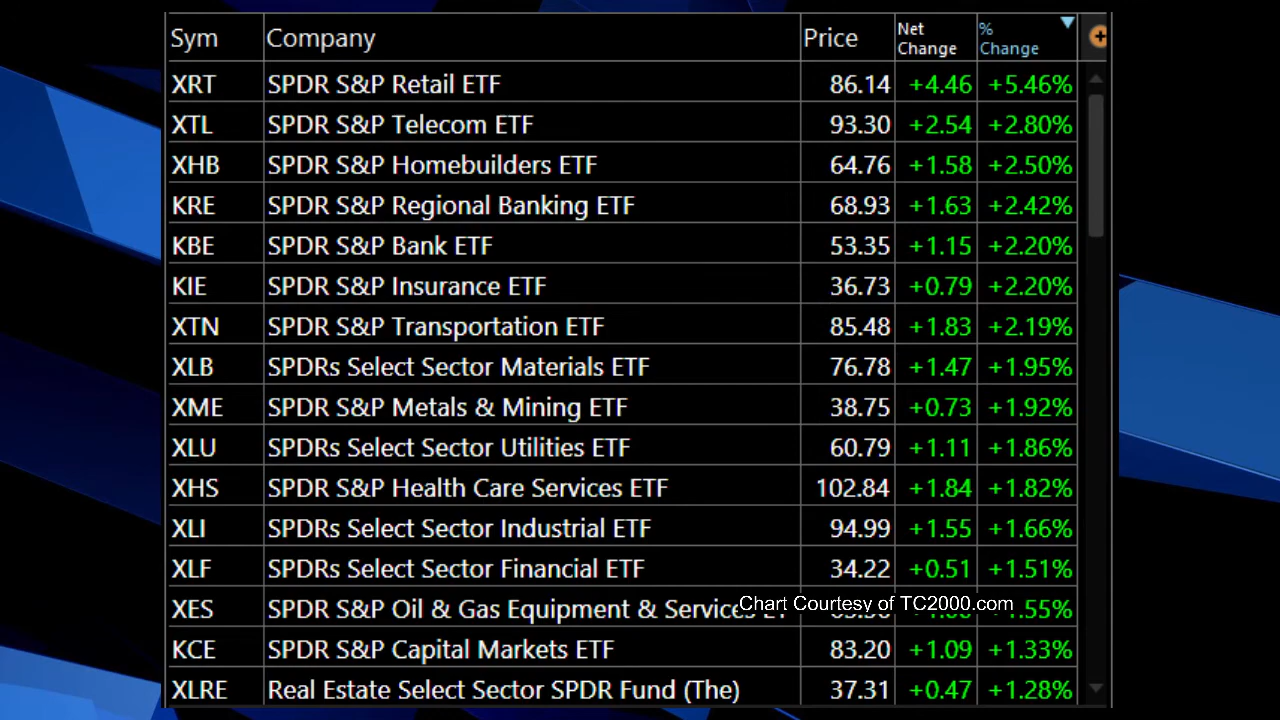 Sym Company Price Net Change % Change
XRT SPDR S&P Retail ETF 86.14 +4.46 +5.46%
XTL SPDR S&P Telecom ETF 93.30 +2.54 +2.80%
XHB SPDR S&P Homebuilders ETF 64.76 +1.58 +2.50%
KRE SPDR S&P Regional Banking ETF 68.93 +1.63 +2.42%
KBE SPDR S&P Bank ETF 53.35 +1.15 +2.20%
KIE SPDR S&P Insurance ETF 36.73 +0.79 +2.20%
XTN SPDR S&P Transportation ETF 85.48 +1.83 +2.19%
XLB SPDRs Select Sector Materials ETF 76.78 +1.47 +1.95%
XME SPDR S&P Metals & Mining ETF 38.75 +0.73 +1.92%
XLU SPDRs Select Sector Utilities ETF 60.79 +1.11 +1.86%
XHS SPDR S&P Health Care Services ETF 102.84 +1.84 +1.82%
XLI SPDRs Select Sector Industrial ETF 94.99 +1.55 +1.66%
XLF SPDRs Select Sector Financial ETF 34.22 +0.51 +1.51%
Chart Courtesy of TC2000.com
XES SPDR S&P Oil & Gas Equipment & Services .55%
KCE SPDR S&P Capital Markets ETF 83.20 +1.09 +1.33%
XLRE Real Estate Select Sector SPDR Fund (The) 37.31 +0.47 +1.28%